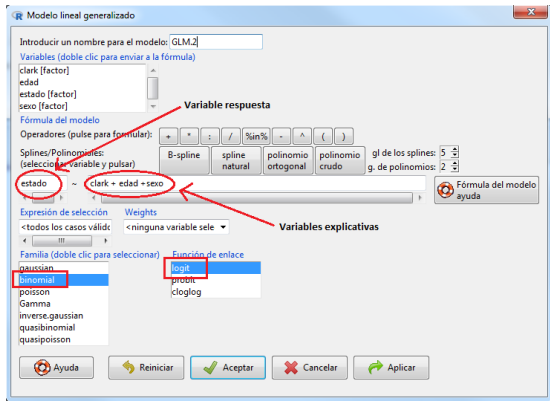 Modelo lineal generalizado
Introducir un nombre para el modelo: GLM.2
Variables (doble clic para enviar a la fórmula)
clark [factor]
edad
estado [factor]
sexo [factor]
Variable respuesta
Fórmula del modelo
Operadores (pulse para formular): + * : / %in% - ^ ( )
Splines/Polinomiales:
(seleccionar variable y pulsar)
B-spline
spline natural
polinomio ortogonal
polinomio crudo
gl de los splines: 5
g. de polinomios: 2
estado ~ clark + edad +sexo
Fórmula del modelo ayuda
Expresión de selección Weights
<todos los casos válidc <ninguna variable sele
Variables explicativas
Familia (doble clic para seleccionar) Función de enlace
gaussian
binomial
poisson
Gamma
inverse.gaussian
quasibinomial
quasipoisson
logit
probit
cloglog
Ayuda Reiniciar Aceptar Cancelar Aplicar